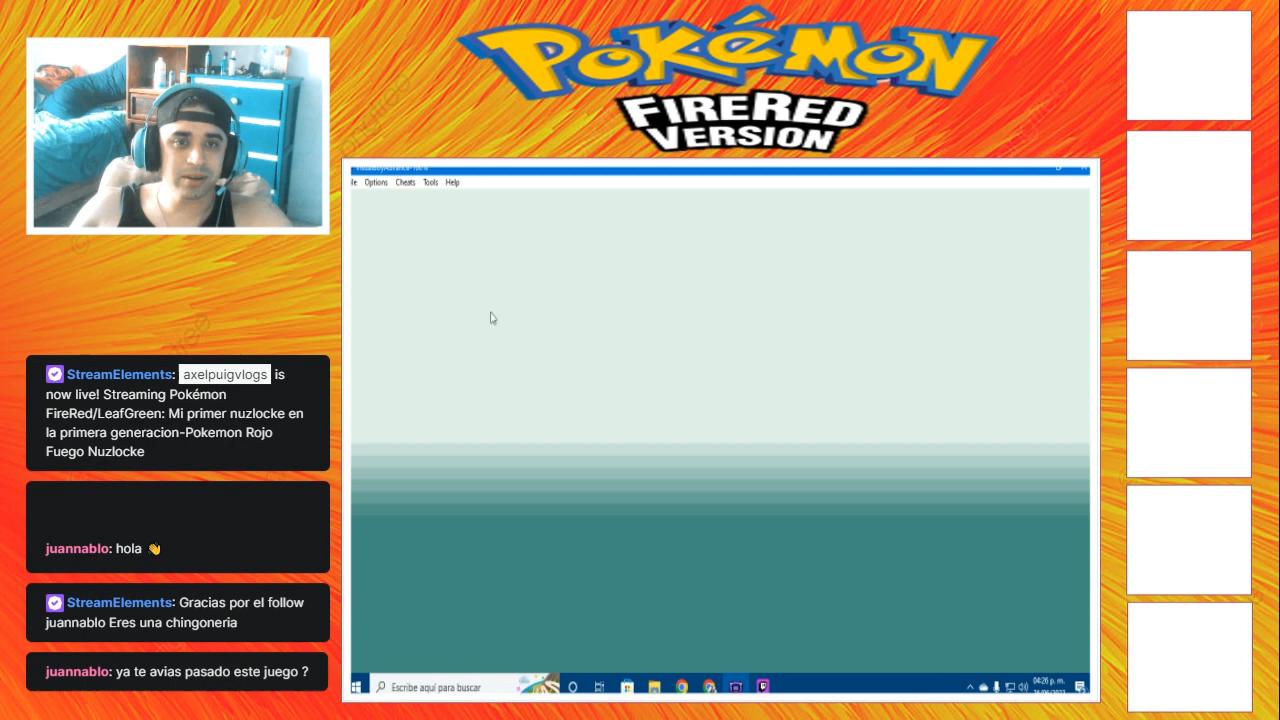 POKéMON
FIRERED
VERSION
Options Cheats Tools Help
StreamElements: axelpuigvlogs is
now live! Streaming Pokémon
FireRed/LeafGreen: Mi primer nuzlocke en
la primera generacion-Pokemon Rojo
Fuego Nuzlocke
juannablo: hola 👋
StreamElements: Gracias por el follow
juannablo Eres una chingoneria
juannablo: ya te avias pasado este juego ?
Escribe aquí para buscar
04:26 p. m.